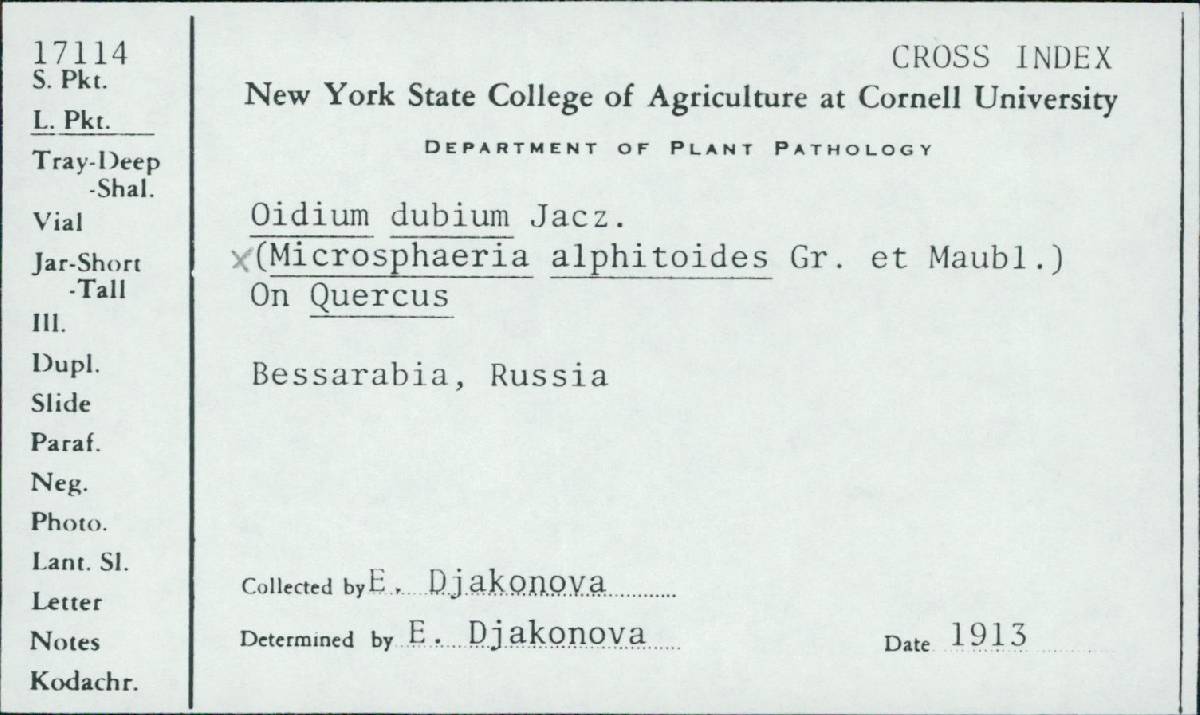 17114
S. Pkt.
L. Pkt.
Tray-Deep
-Shal.
Vial
Jar-Short
-Tall
Ill.
Dupl.
Slide
Paraf.
Neg.
Photo.
Lant. Sl.
Letter
Notes
Kodachr.
CROSS INDEX
New York State College of Agriculture at Cornell University
DEPARTMENT OF PLANT PATHOLOGY
Oidium dubium Jacz.
x(Microsphaeria alphitoides Gr. et Maubl.)
On Quercus
Bessarabia, Russia
Collected by E. Djakonova
Determined by E. Djakonova Date 1913